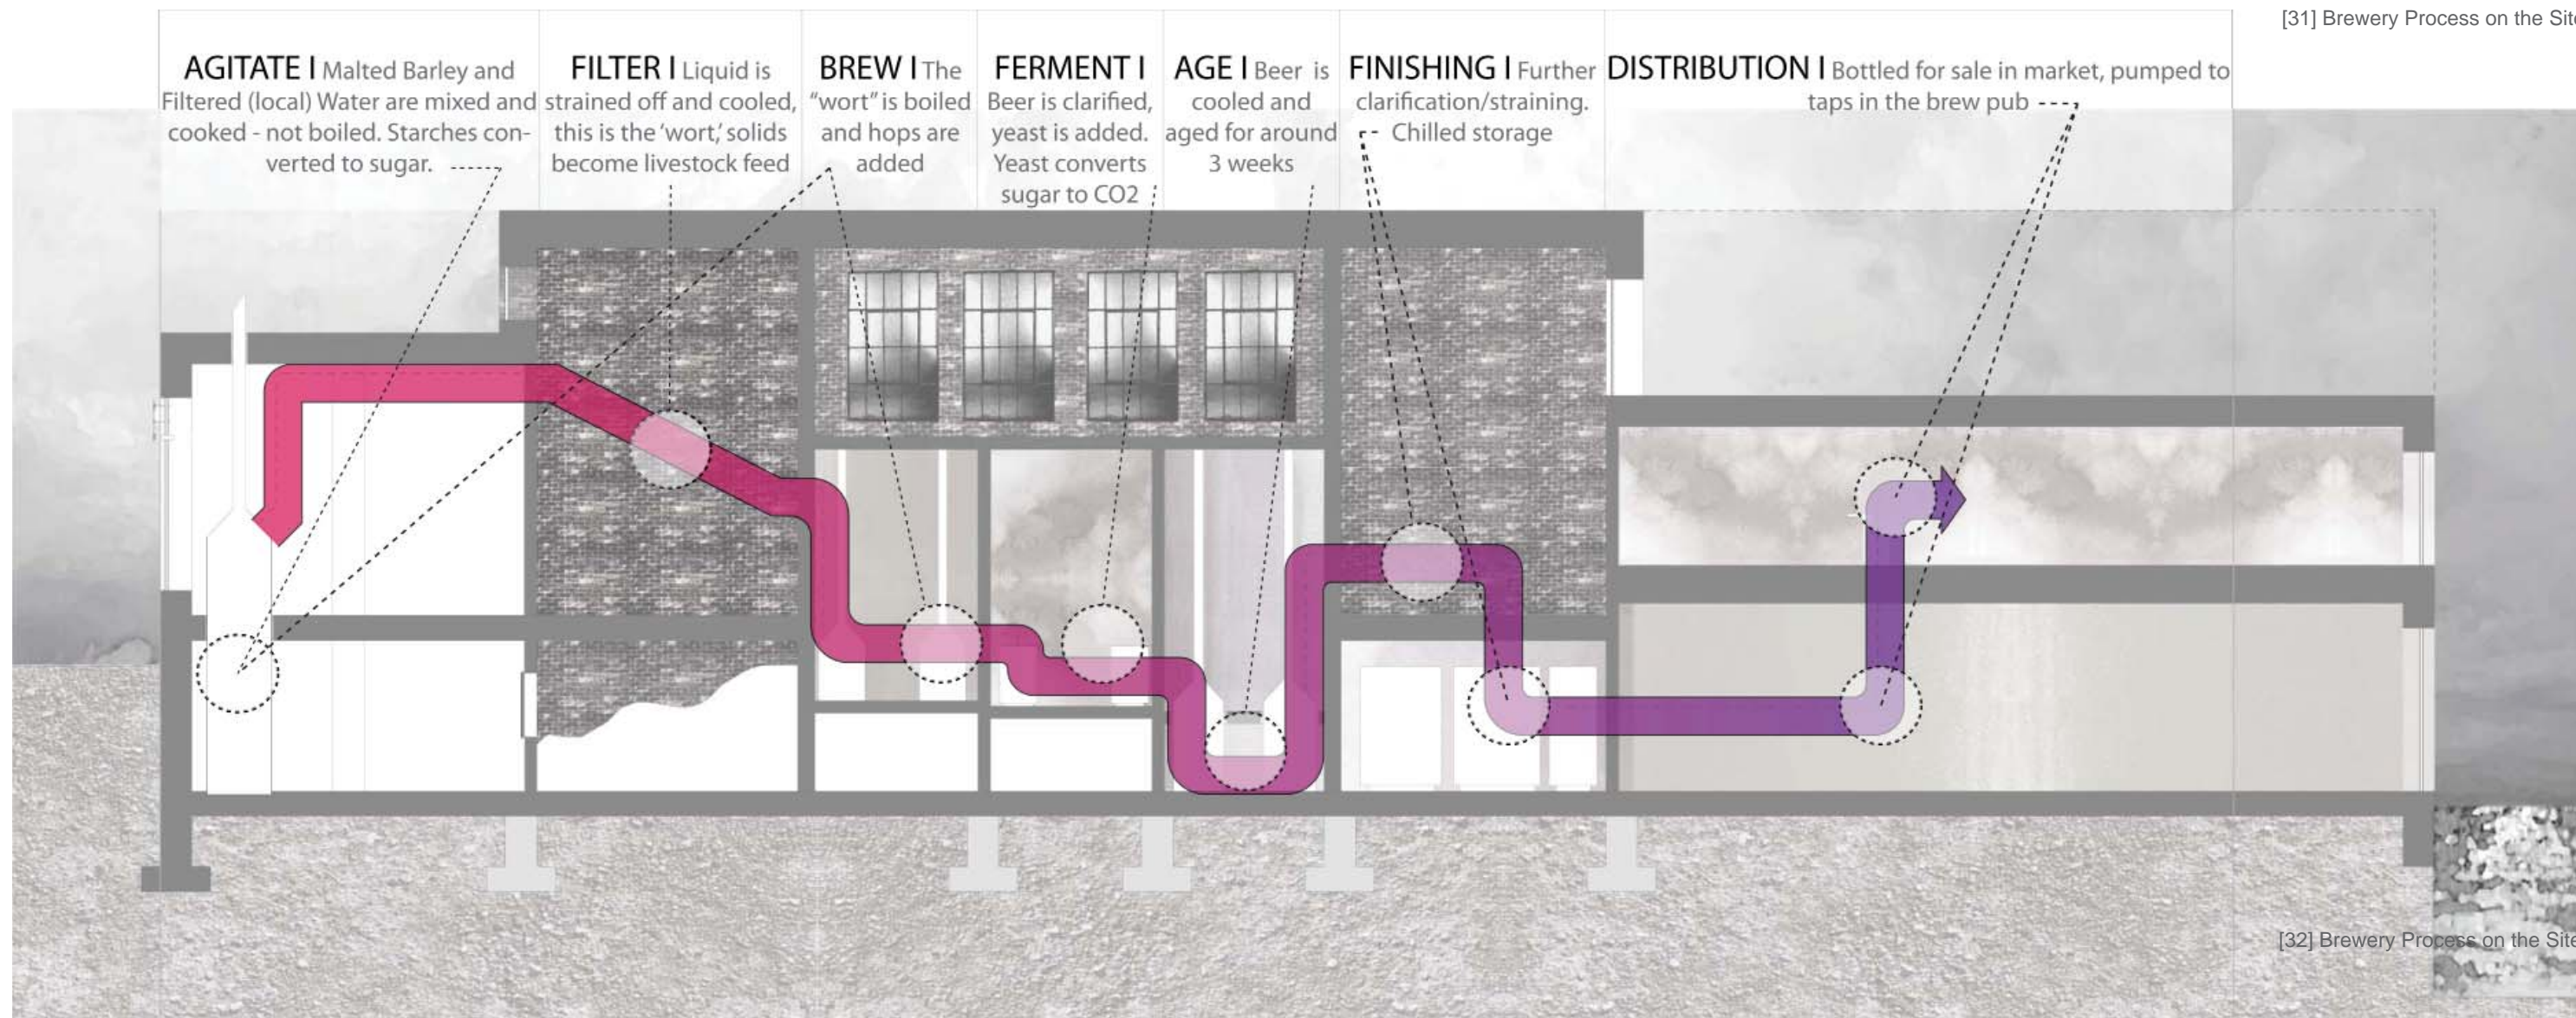 [31] Brewery Process on the Site
AGITATE I Malted Barley and
Filtered (local) Water are mixed and
cooked - not boiled. Starches con-
verted to sugar.
FILTER I Liquid is
strained off and cooled,
this is the ‘wort,’ solids
become livestock feed
BREW I The
“wort” is boiled
and hops are
added
FERMENT I
Beer is clarified,
yeast is added.
Yeast converts
sugar to CO2
AGE I Beer is
cooled and
aged for around
3 weeks
FINISHING I Further
clarification/straining.
Chilled storage
DISTRIBUTION I Bottled for sale in market, pumped to
taps in the brew pub
[32] Brewery Process on the Site